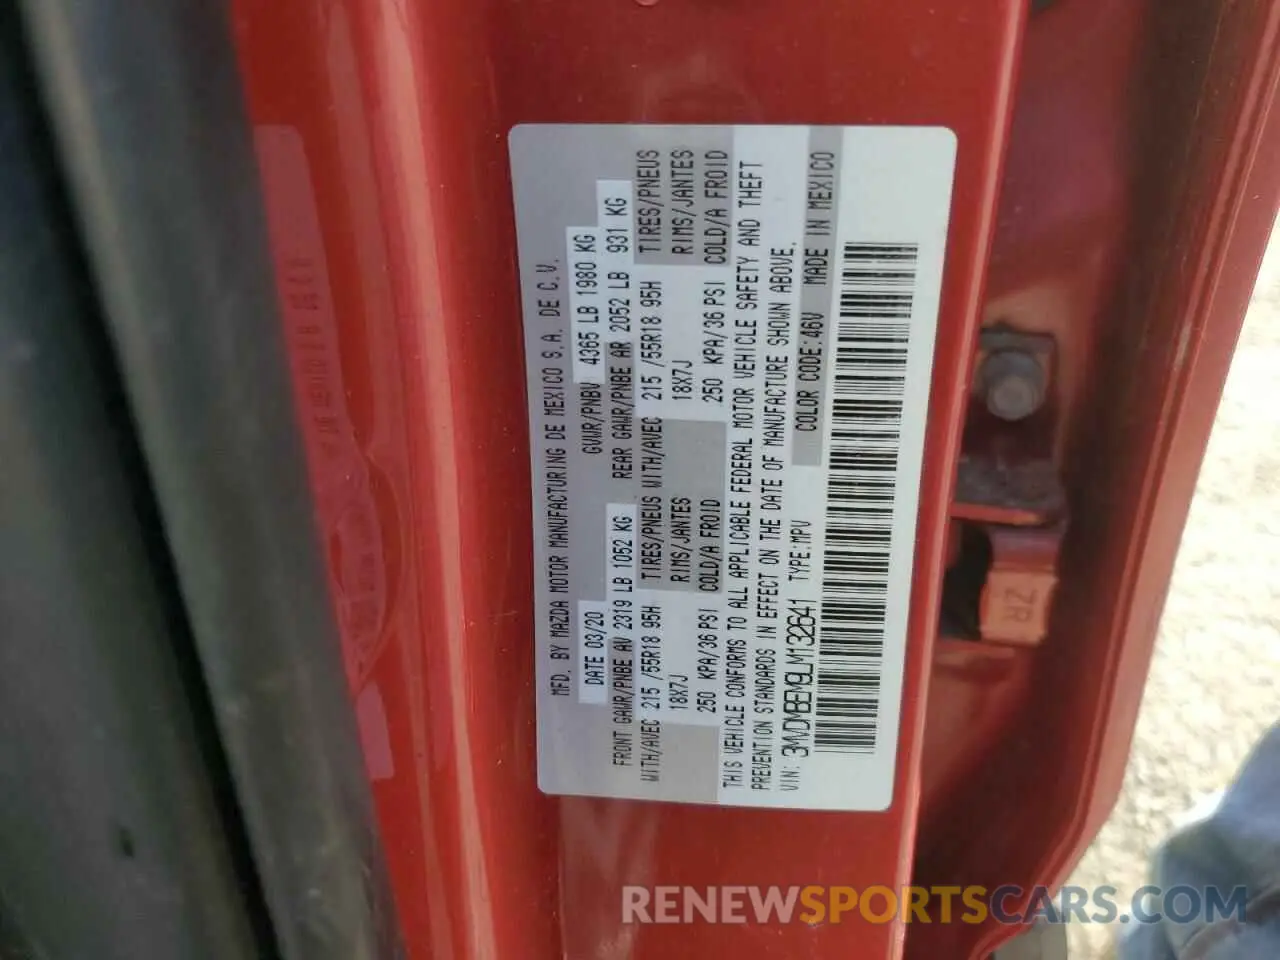 MFD. BY MAZDA MOTOR MANUFACTURING DE MEXICO S.A. DE C.V.
DATE 03/20 GVWR/PNBV 4365 LB 1980 KG
FRONT GAWR/PNBE AV 2319 LB 1052 KG REAR GAWR/PNBE AR 2052 LB 931 KG
WITH/AVEC 215 /55R18 95H TIRES/PNEUS WITH/AVEC 215 /55R18 95H TIRES/PNEUS
18X7J RIMS/JANTES 18X7J RIMS/JANTES
250 KPA/36 PSI COLD/A FROID 250 KPA/36 PSI COLD/A FROID
THIS VEHICLE CONFORMS TO ALL APPLICABLE FEDERAL MOTOR VEHICLE SAFETY AND THEFT
PREVENTION STANDARDS IN EFFECT ON THE DATE OF MANUFACTURE SHOWN ABOVE.
VIN: 3MVDMBEM9LM132641 TYPE:MPV COLOR CODE:46V MADE IN MEXICO
ZR
RENEWSPORTSCARS.COM